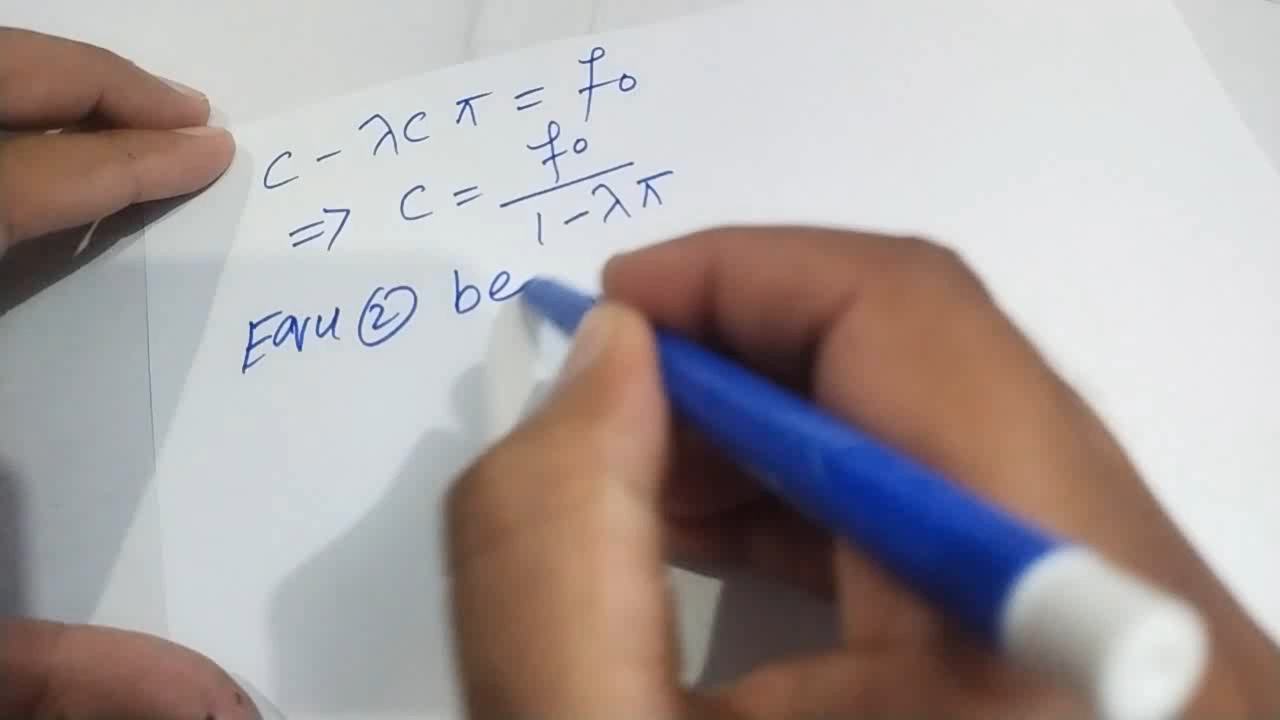 c - λc π = f₀
=> c = f₀ / 1 - λπ
Equ ② be